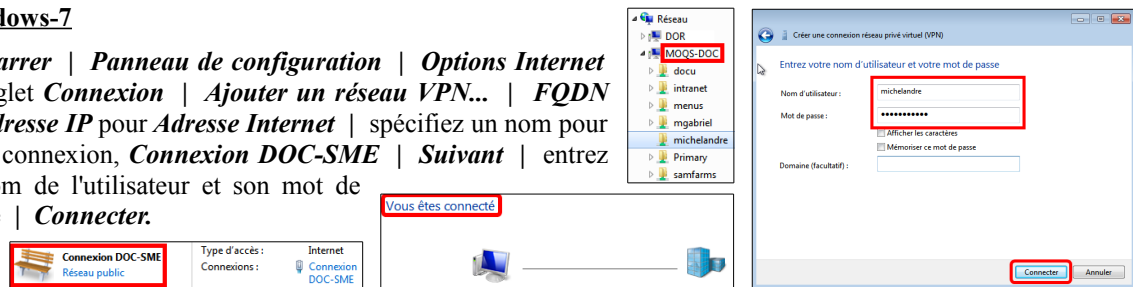 dows-7
arrer | Panneau de configuration | Options Internet
glet Connexion | Ajouter un réseau VPN... | FQDN
dresse IP pour Adresse Internet | spécifiez un nom pour
connexion, Connexion DOC-SME | Suivant | entrez
om de l'utilisateur et son mot de
| Connecter.
Connexion DOC-SME
Réseau public
Type d'accès :
Internet
Connexions :
Connexion
DOC-SME
Vous êtes connecté
Réseau
DOR
MOQS-DOC
docu
intranet
menus
mgabriel
michelandre
Primary
samfarms
Créer une connexion réseau privé virtuel (VPN)
Entrez votre nom d'utilisateur et votre mot de passe
Nom d'utilisateur :
michelandre
Mot de passe :
•••••••••••
Afficher les caractères
Mémoriser ce mot de passe
Domaine (facultatif) :
Connecter
Annuler